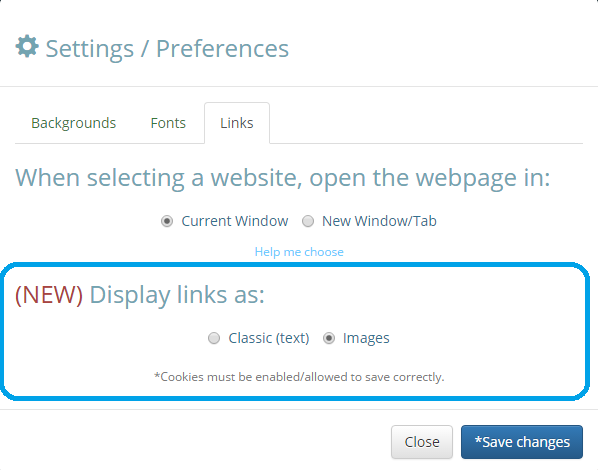 Settings / Preferences
Backgrounds Fonts Links
When selecting a website, open the webpage in:
Current Window New Window/Tab
Help me choose
(NEW) Display links as:
Classic (text) Images
*Cookies must be enabled/allowed to save correctly.
Close *Save changes